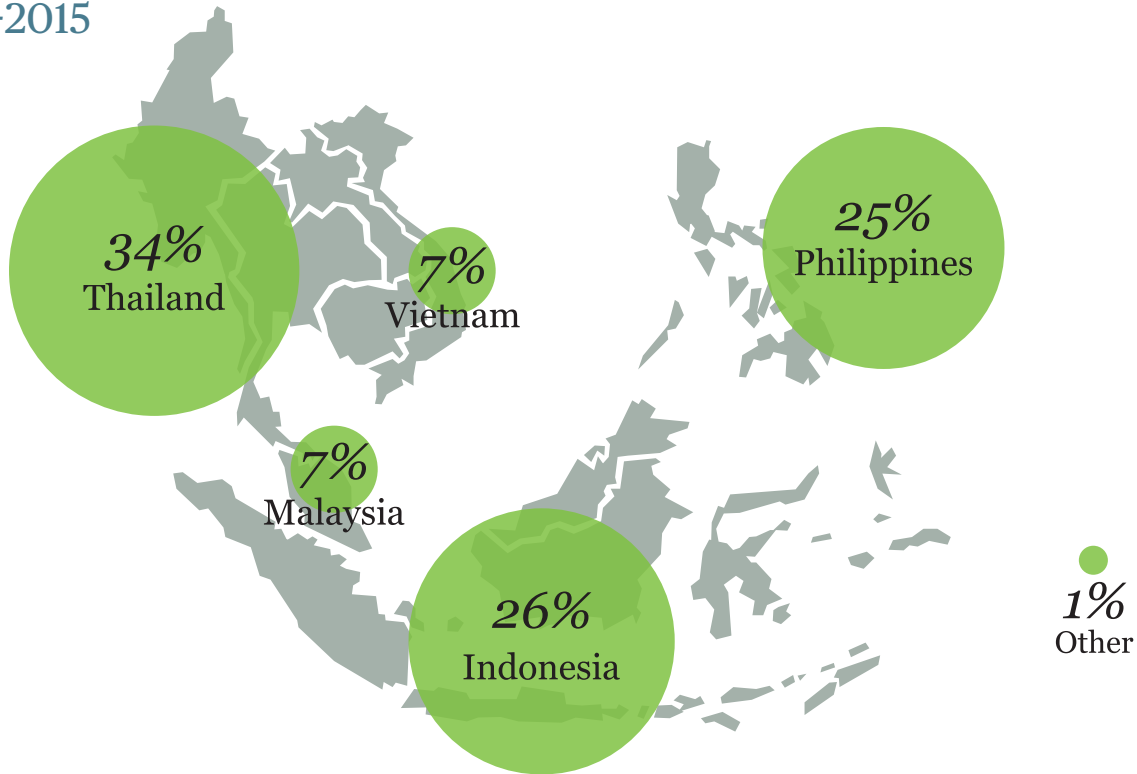 -2015
34%
Thailand
7%
Vietnam
25%
Philippines
7%
Malaysia
26%
Indonesia
1%
Other